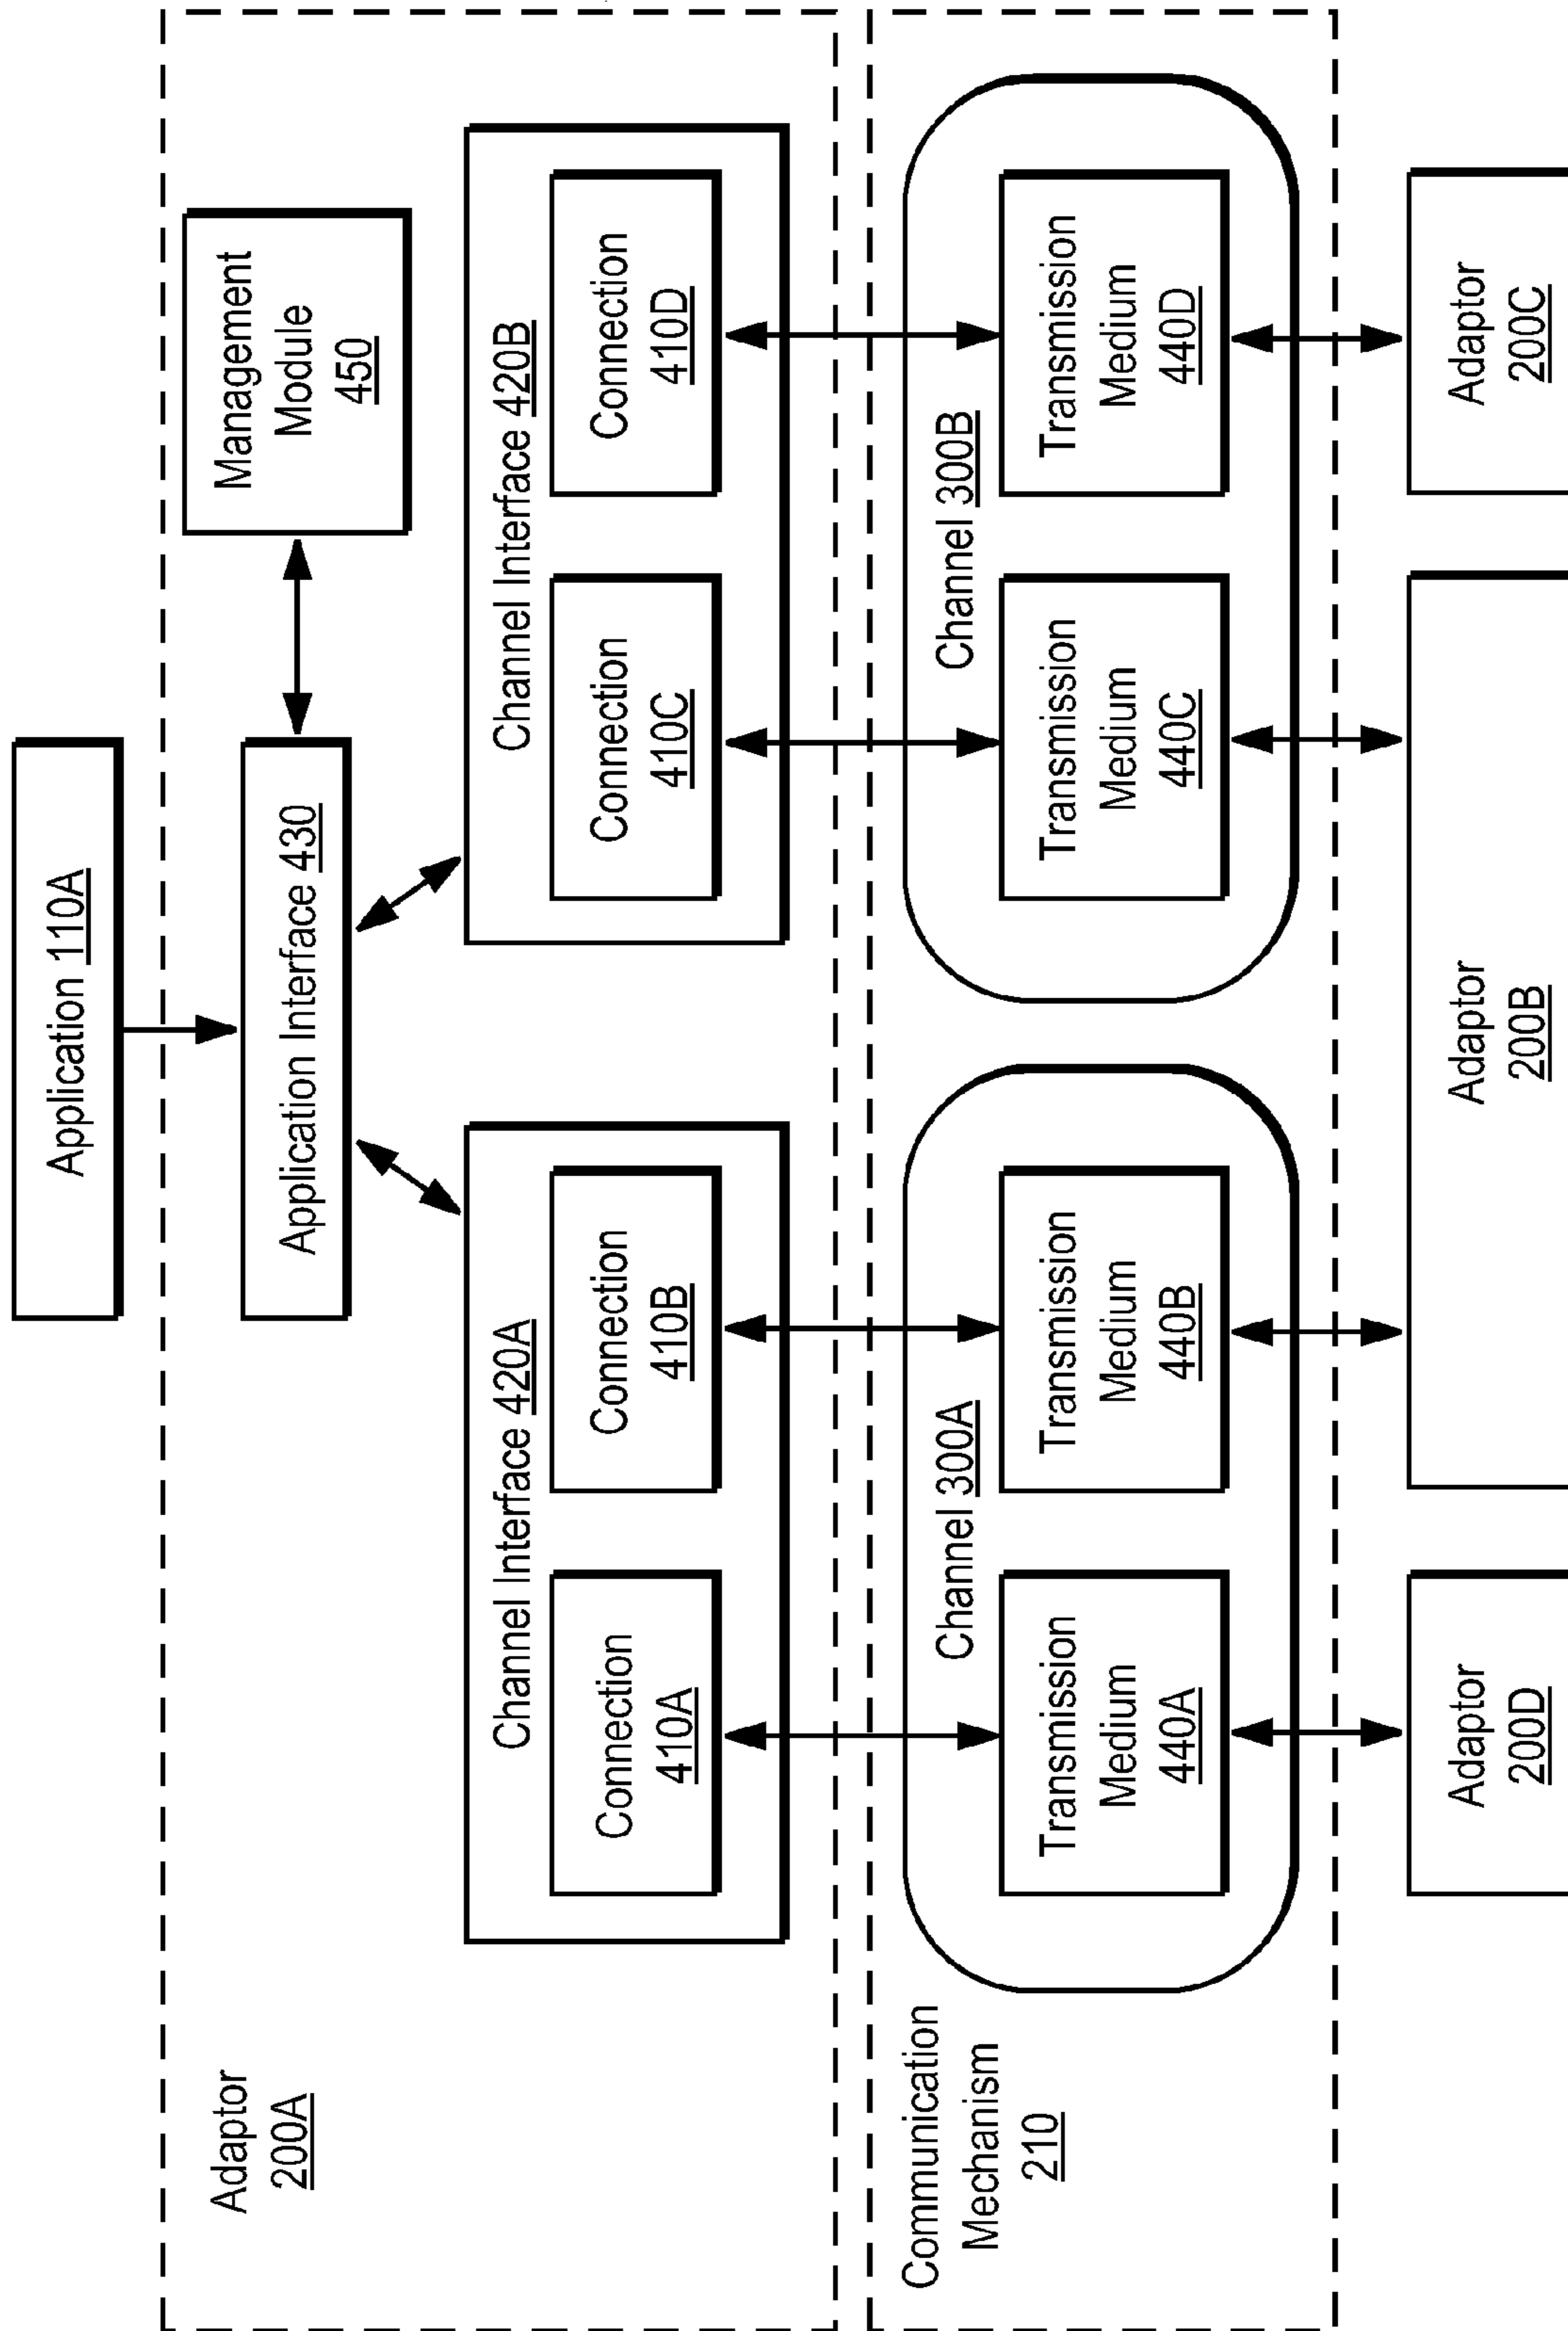 Application 110A
Adaptor
200A
Application Interface 430
Management
Module
450
Channel Interface 420A
Connection
410A
Connection
410B
Channel Interface 420B
Connection
410C
Connection
410D
Communication
Mechanism
210
Channel 300A
Transmission
Medium
440A
Transmission
Medium
440B
Channel 300B
Transmission
Medium
440C
Transmission
Medium
440D
Adaptor
200D
Adaptor
200B
Adaptor
200C